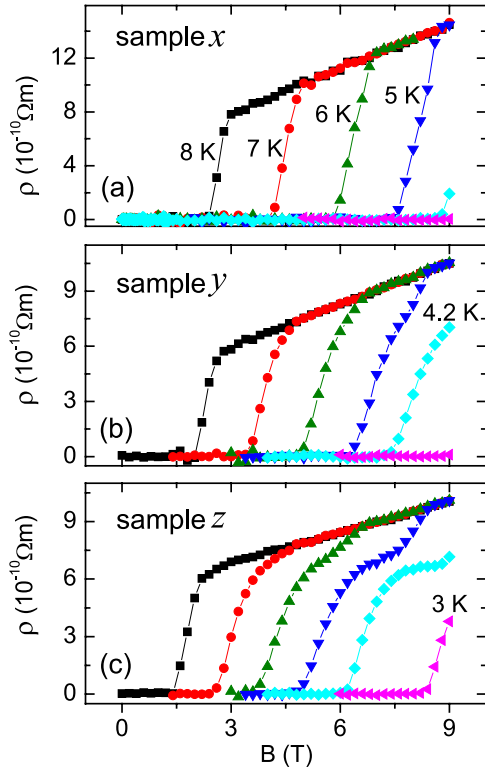 sample x
12
8
4
0
ρ (10⁻¹⁰Ωm)
8 K
7 K
6 K
5 K
(a)
sample y
9
6
3
0
ρ (10⁻¹⁰Ωm)
4.2 K
(b)
sample z
9
6
3
0
ρ (10⁻¹⁰Ωm)
3 K
(c)
0 3 6 9
B (T)